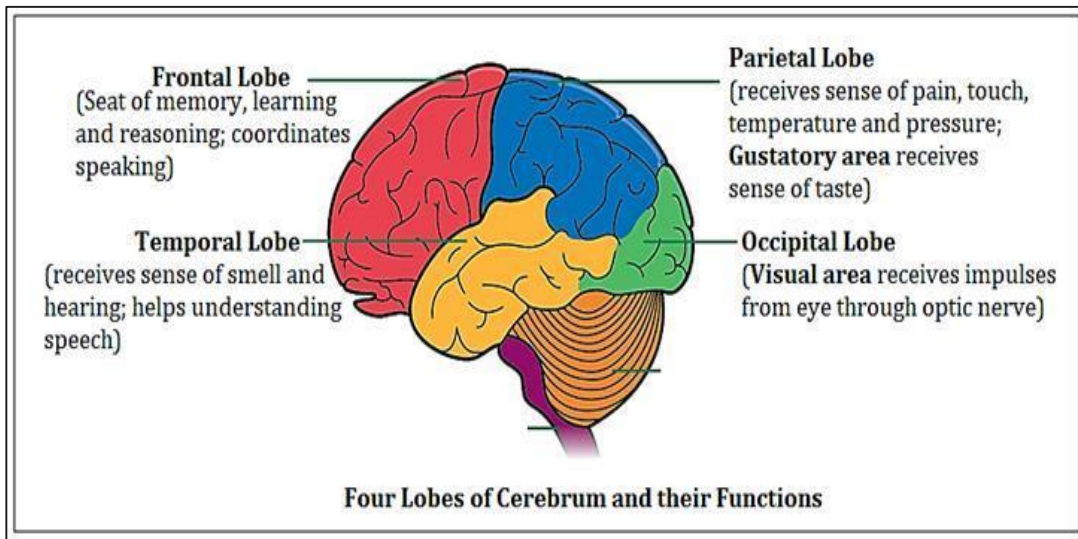 Frontal Lobe
(Seat of memory, learning
and reasoning; coordinates
speaking)
Temporal Lobe
(receives sense of smell and
hearing; helps understanding
speech)
Parietal Lobe
(receives sense of pain, touch,
temperature and pressure;
Gustatory area receives
sense of taste)
Occipital Lobe
(Visual area receives impulses
from eye through optic nerve)
Four Lobes of Cerebrum and their Functions